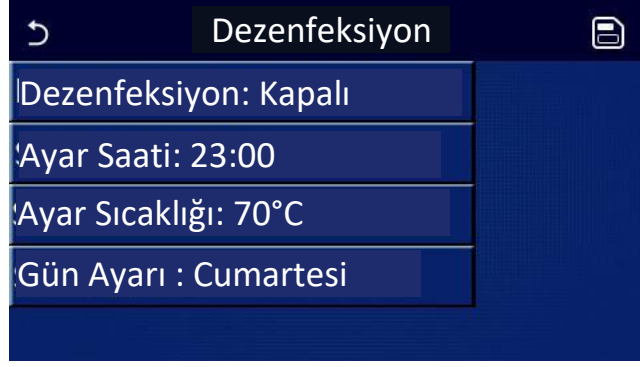 Dezenfeksiyon
Dezenfeksiyon: Kapalı
Ayar Saati: 23:00
Ayar Sıcaklığı: 70°C
Gün Ayarı : Cumartesi